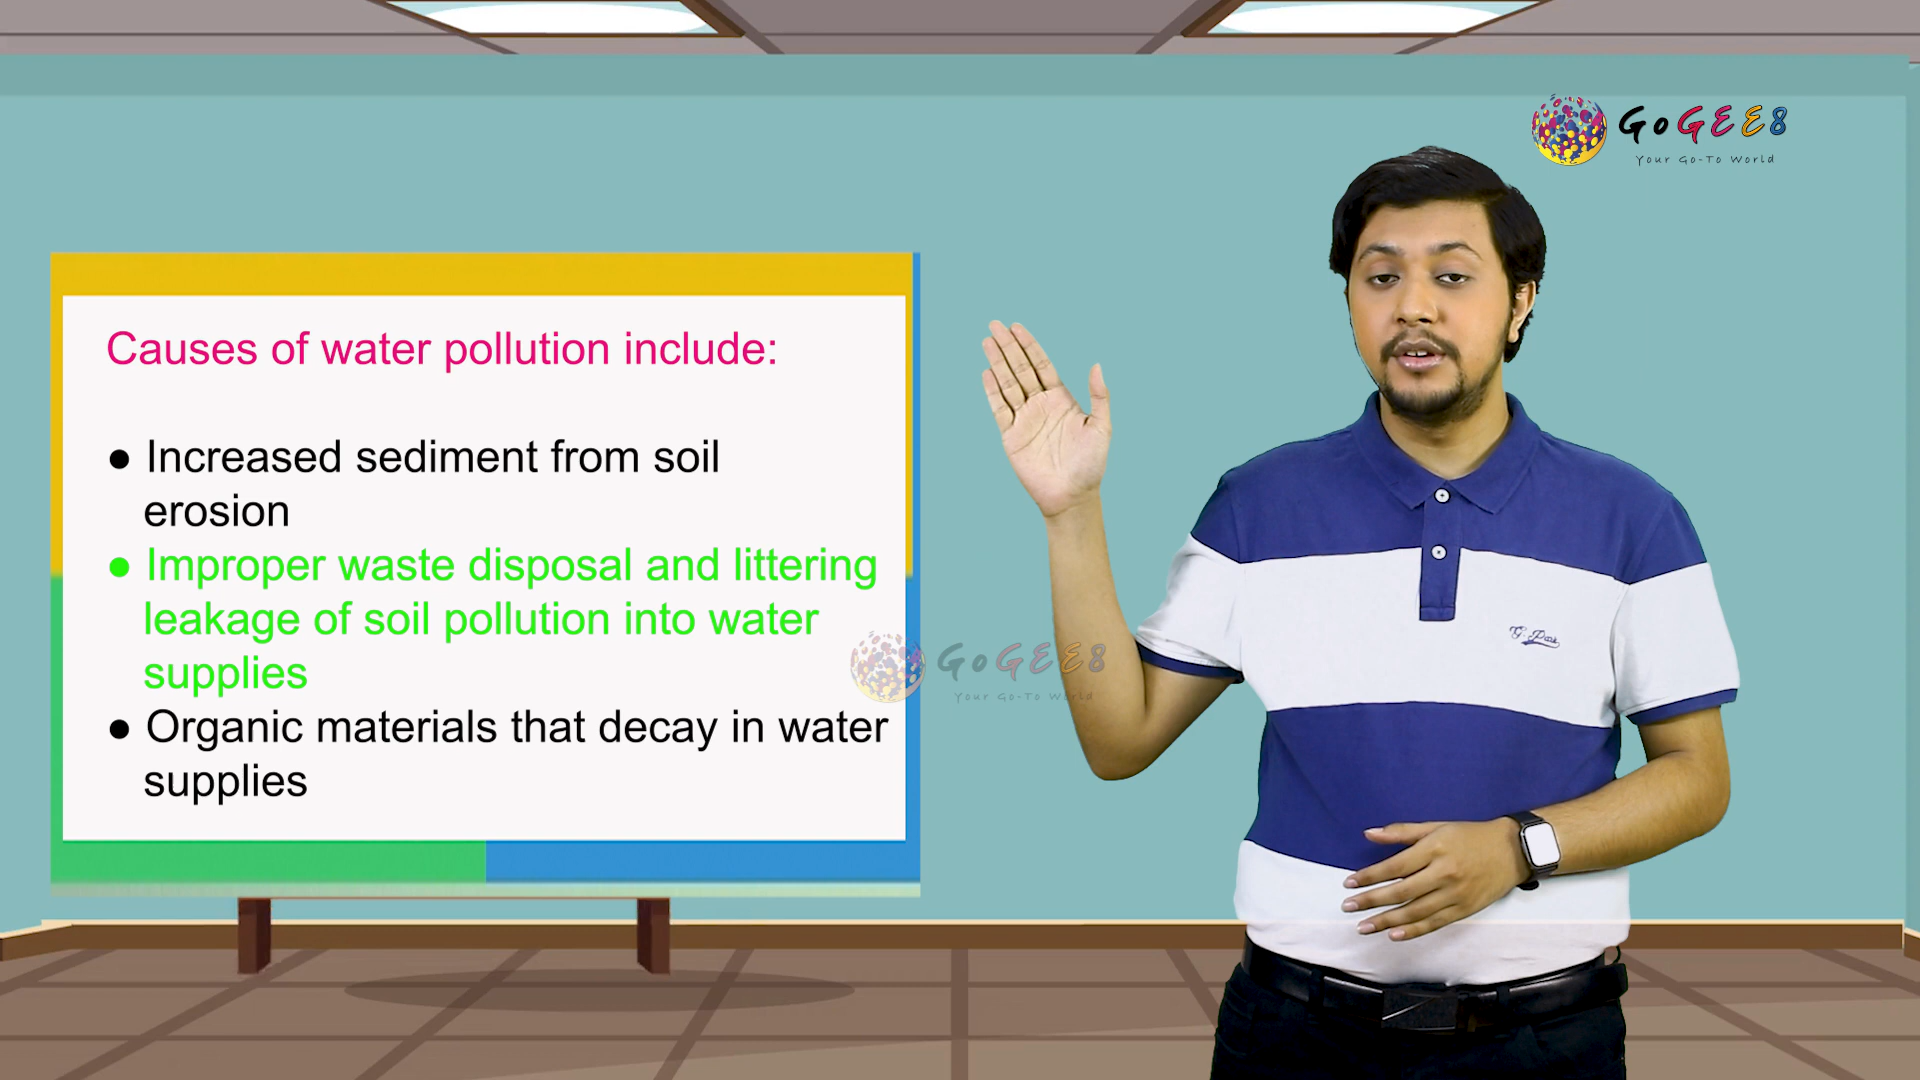 GoGEE8
Your Go-To World
Causes of water pollution include:
● Increased sediment from soil
erosion
● Improper waste disposal and littering
leakage of soil pollution into water
supplies
● Organic materials that decay in water
supplies
GoGEE8
Your Go-To World